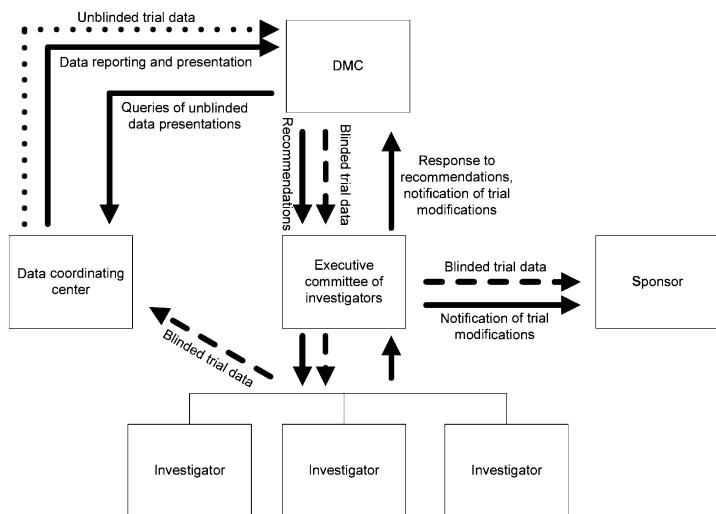 Unblinded trial data
Data reporting and presentation
DMC
Queries of unblinded
data presentations
Recommendations
Blinded trial data
Response to
recommendations,
notification of trial
modifications
Data coordinating
center
Executive
committee of
investigators
Blinded trial data
Notification of trial
modifications
Sponsor
Blinded trial data
Investigator
Investigator
Investigator